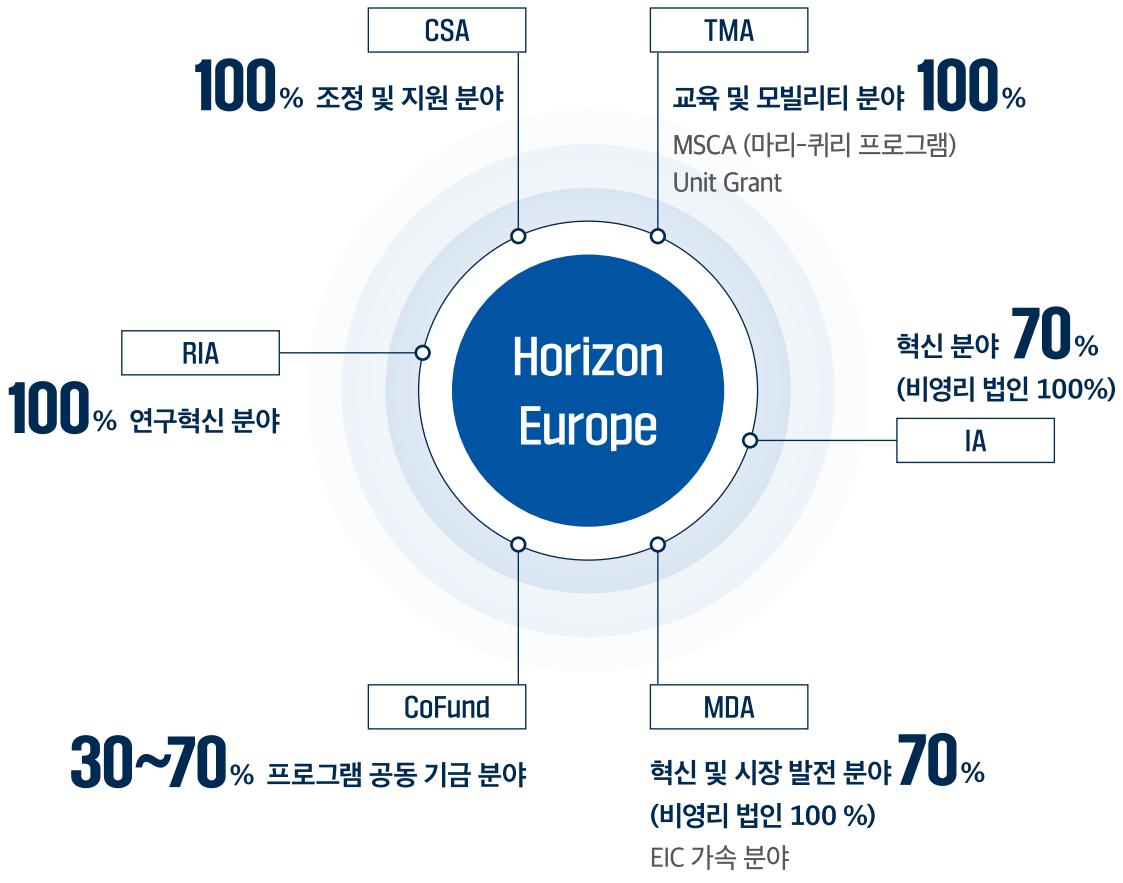 CSA
100% 조정 및 지원 분야
TMA
교육 및 모빌리티 분야 100%
MSCA (마리-퀴리 프로그램)
Unit Grant
RIA
100% 연구혁신 분야
Horizon
Europe
혁신 분야 70%
(비영리 법인 100%)
IA
CoFund
30~70% 프로그램 공동 기금 분야
MDA
혁신 및 시장 발전 분야 70%
(비영리 법인 100 %)
EIC 가속 분야